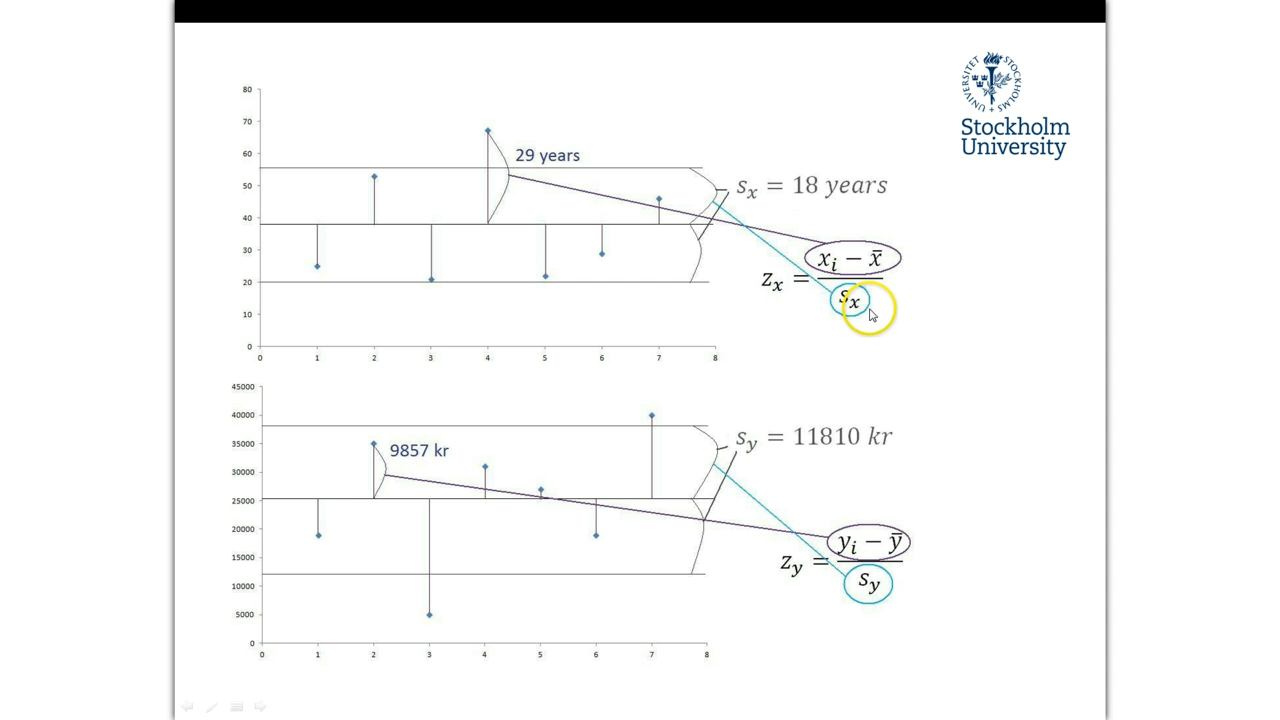 STOCKHOLMS UNIVERSITET
Stockholm
University
80
70
60
50
40
30
20
10
0
0 1 2 3 4 5 6 7 8
29 years
s_x = 18 years
z_x = (x_i − x̄) / s_x
45000
40000
35000
30000
25000
20000
15000
10000
5000
0
0 1 2 3 4 5 6 7 8
9857 kr
s_y = 11810 kr
z_y = (y_i − ȳ) / s_y